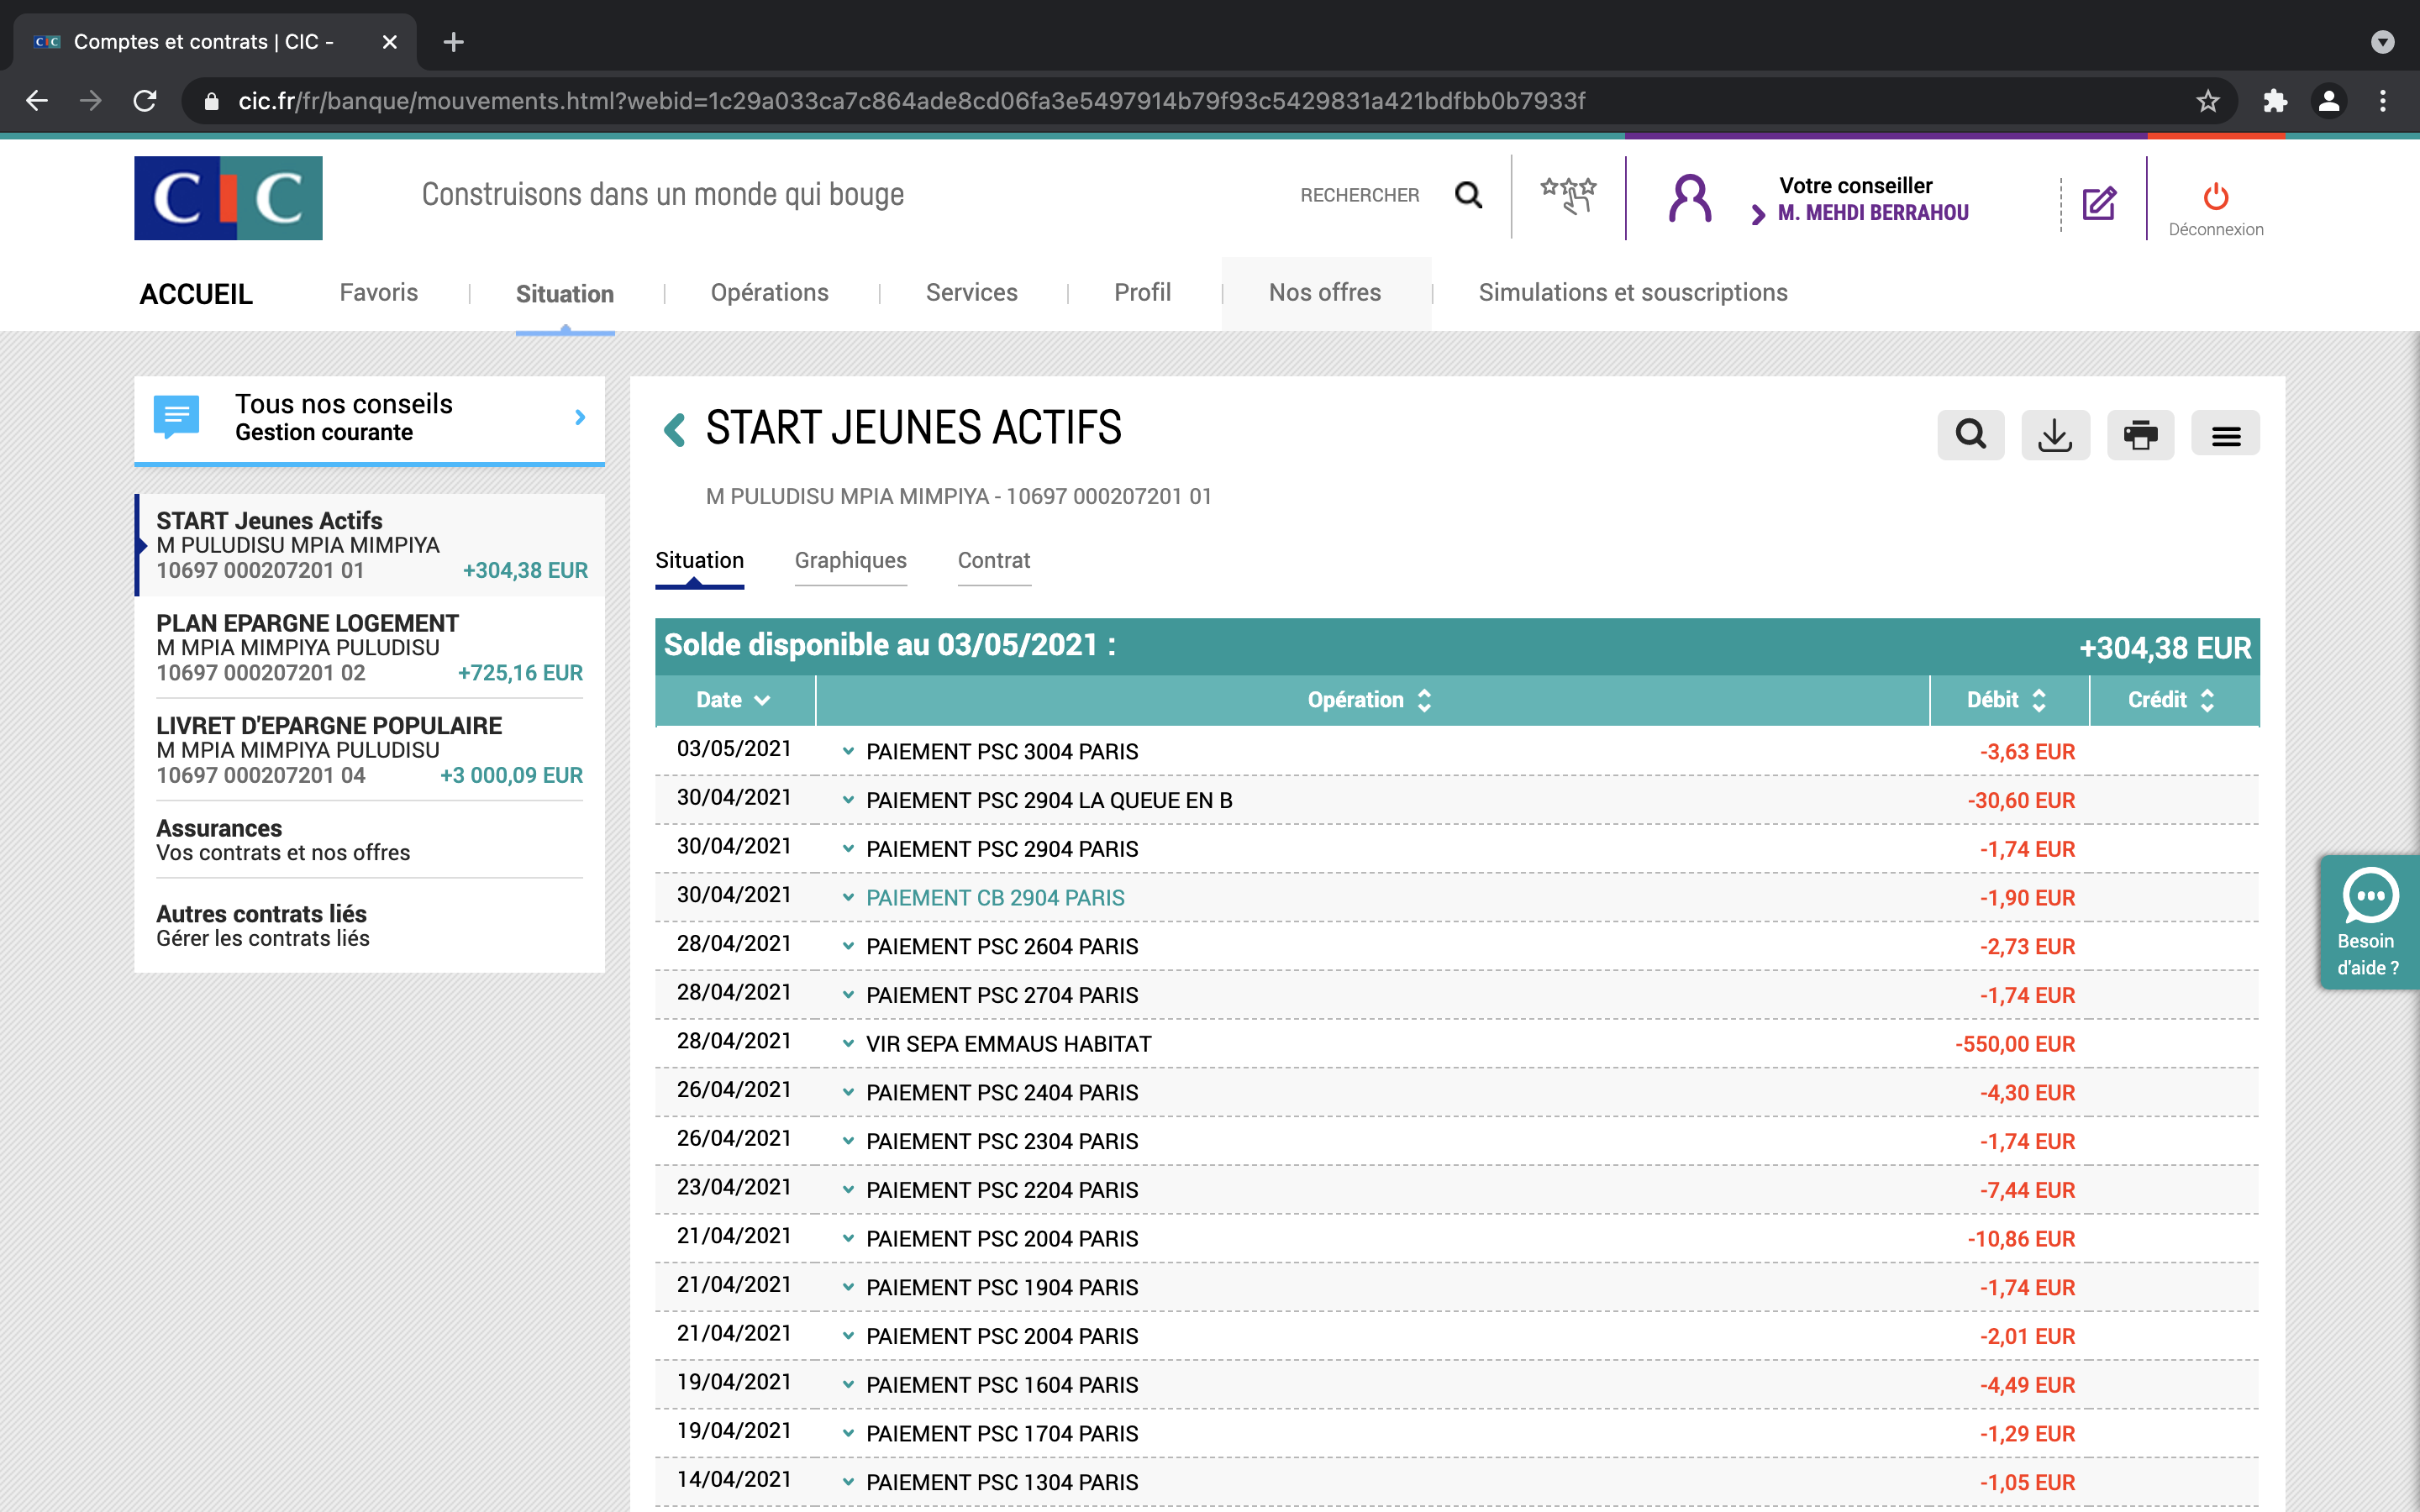 CIC Comptes et contrats | CIC -
cic.fr/fr/banque/mouvements.html?webid=1c29a033ca7c864ade8cd06fa3e5497914b79f93c5429831a421bdfbb0b7933f
CIC
Construisons dans un monde qui bouge
RECHERCHER
Votre conseiller
M. MEHDI BERRAHOU
Déconnexion
ACCUEIL Favoris Situation Opérations Services Profil Nos offres Simulations et souscriptions
Tous nos conseils
Gestion courante
START Jeunes Actifs
M PULUDISU MPIA MIMPIYA
10697 000207201 01 +304,38 EUR
PLAN EPARGNE LOGEMENT
M MPIA MIMPIYA PULUDISU
10697 000207201 02 +725,16 EUR
LIVRET D'EPARGNE POPULAIRE
M MPIA MIMPIYA PULUDISU
10697 000207201 04 +3 000,09 EUR
Assurances
Vos contrats et nos offres
Autres contrats liés
Gérer les contrats liés
START JEUNES ACTIFS
M PULUDISU MPIA MIMPIYA - 10697 000207201 01
Situation Graphiques Contrat
Solde disponible au 03/05/2021 : +304,38 EUR
Date Opération Débit Crédit
03/05/2021 PAIEMENT PSC 3004 PARIS -3,63 EUR
30/04/2021 PAIEMENT PSC 2904 LA QUEUE EN B -30,60 EUR
30/04/2021 PAIEMENT PSC 2904 PARIS -1,74 EUR
30/04/2021 PAIEMENT CB 2904 PARIS -1,90 EUR
28/04/2021 PAIEMENT PSC 2604 PARIS -2,73 EUR
28/04/2021 PAIEMENT PSC 2704 PARIS -1,74 EUR
28/04/2021 VIR SEPA EMMAUS HABITAT -550,00 EUR
26/04/2021 PAIEMENT PSC 2404 PARIS -4,30 EUR
26/04/2021 PAIEMENT PSC 2304 PARIS -1,74 EUR
23/04/2021 PAIEMENT PSC 2204 PARIS -7,44 EUR
21/04/2021 PAIEMENT PSC 2004 PARIS -10,86 EUR
21/04/2021 PAIEMENT PSC 1904 PARIS -1,74 EUR
21/04/2021 PAIEMENT PSC 2004 PARIS -2,01 EUR
19/04/2021 PAIEMENT PSC 1604 PARIS -4,49 EUR
19/04/2021 PAIEMENT PSC 1704 PARIS -1,29 EUR
14/04/2021 PAIEMENT PSC 1304 PARIS -1,05 EUR
Besoin
d'aide ?